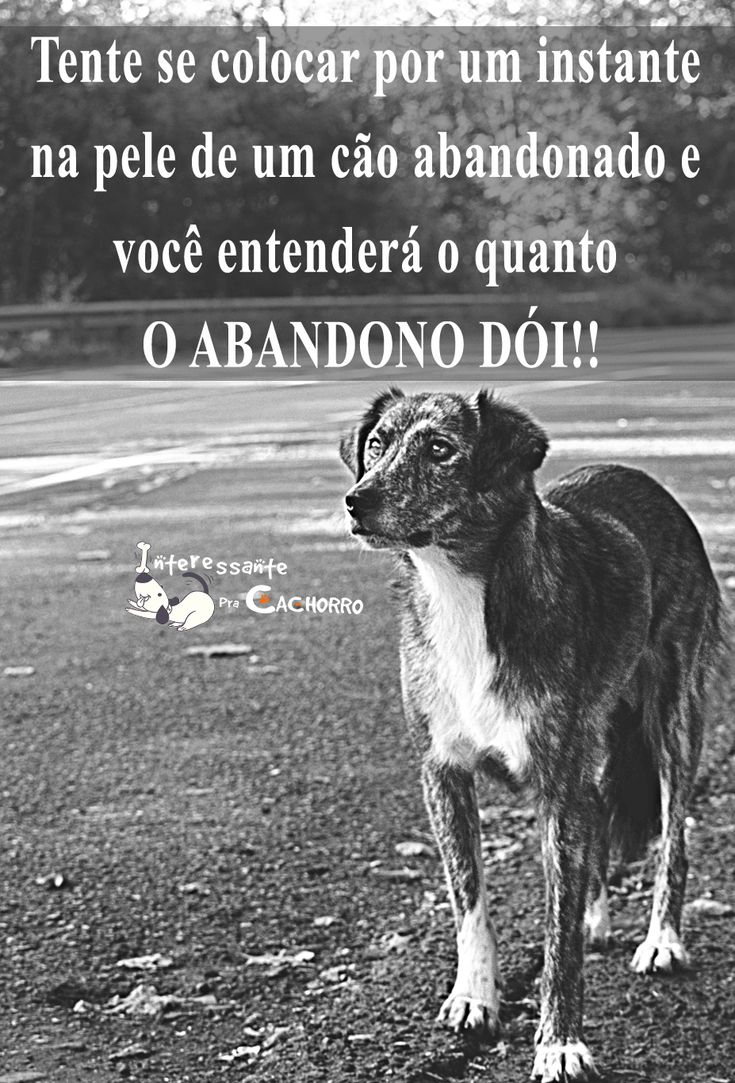 Tente se colocar por um instante
na pele de um cão abandonado e
você entenderá o quanto
O ABANDONO DÓI!!
Interessante
Pra CACHORRO